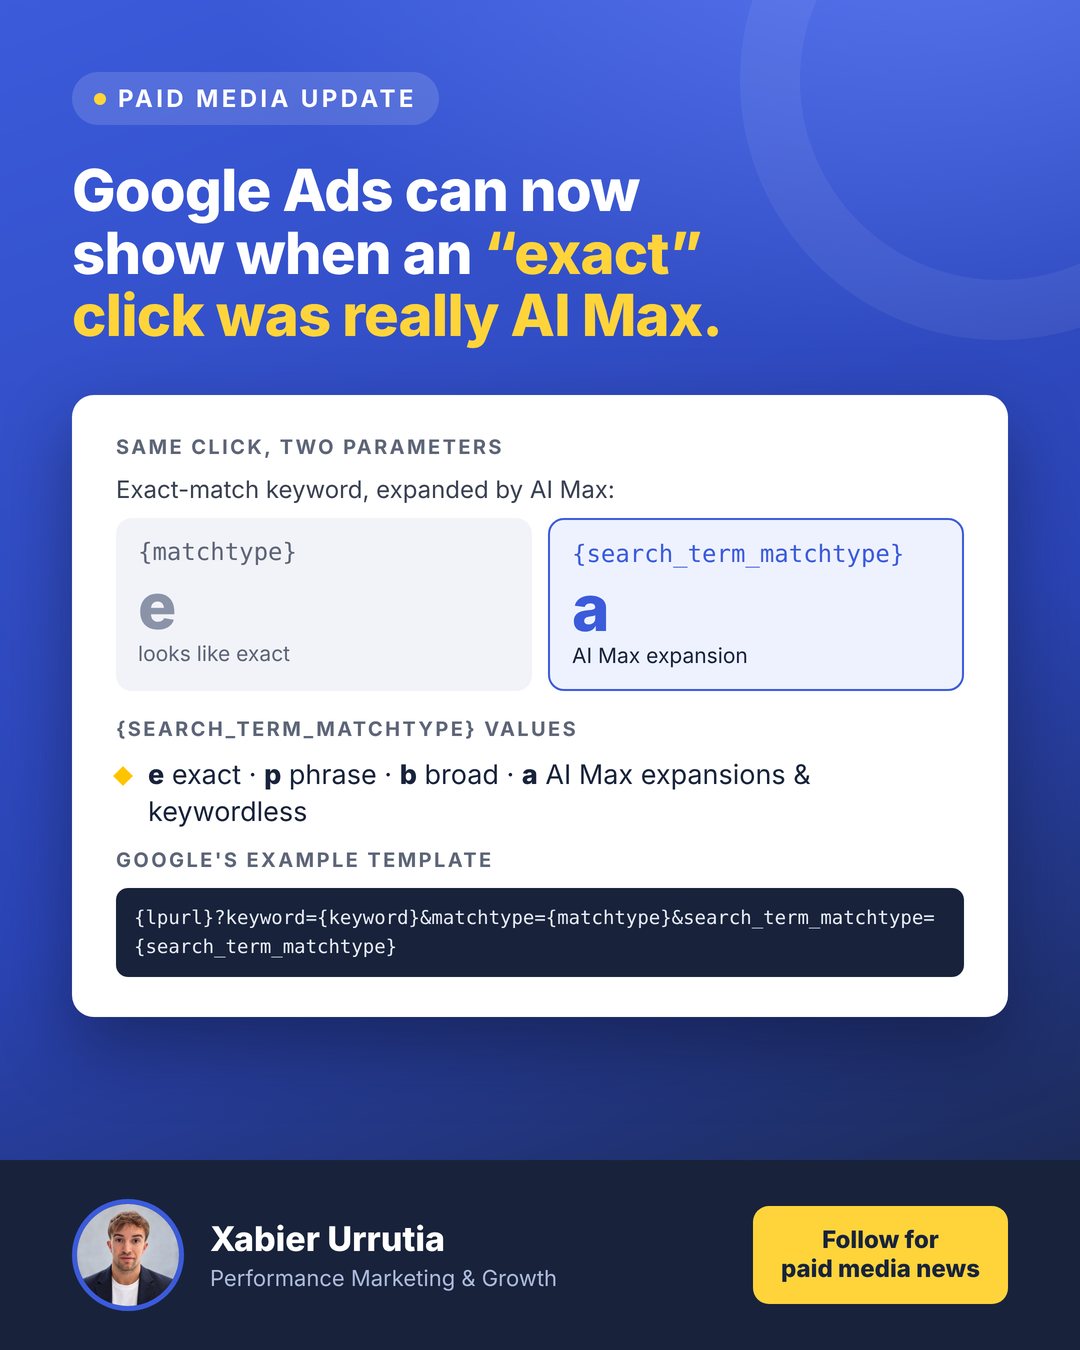 PAID MEDIA UPDATE
Google Ads can now
show when an “exact”
click was really AI Max.
SAME CLICK, TWO PARAMETERS
Exact-match keyword, expanded by AI Max:
{matchtype}
e
looks like exact
{search_term_matchtype}
a
AI Max expansion
{SEARCH_TERM_MATCHTYPE} VALUES
e exact · p phrase · b broad · a AI Max expansions &
keywordless
GOOGLE'S EXAMPLE TEMPLATE
{lpurl}?keyword={keyword}&matchtype={matchtype}&search_term_matchtype=
{search_term_matchtype}
Xabier Urrutia
Performance Marketing & Growth
Follow for
paid media news